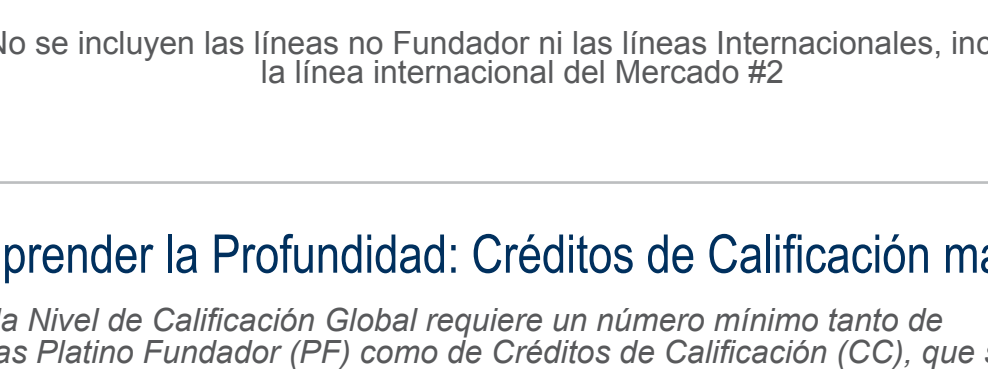 No se incluyen las líneas no Fundador ni las líneas Internacionales, inc
la línea internacional del Mercado #2
prender la Profundidad: Créditos de Calificación má
da Nivel de Calificación Global requiere un número mínimo tanto de
as Platino Fundador (PF) como de Créditos de Calificación (CC), que s